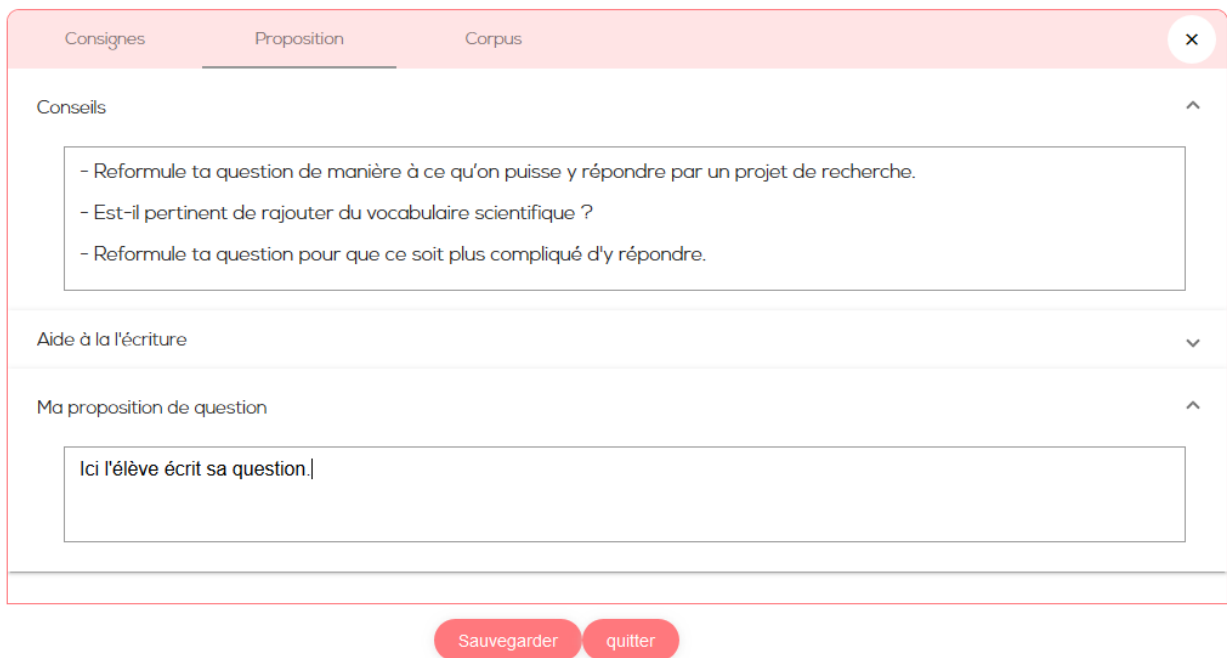 Consignes Proposition Corpus
Conseils
- Reformule ta question de manière à ce qu'on puisse y répondre par un projet de recherche.
- Est-il pertinent de rajouter du vocabulaire scientifique ?
- Reformule ta question pour que ce soit plus compliqué d'y répondre.
Aide à la l'écriture
Ma proposition de question
Ici l'élève écrit sa question.
Sauvegarder quitter